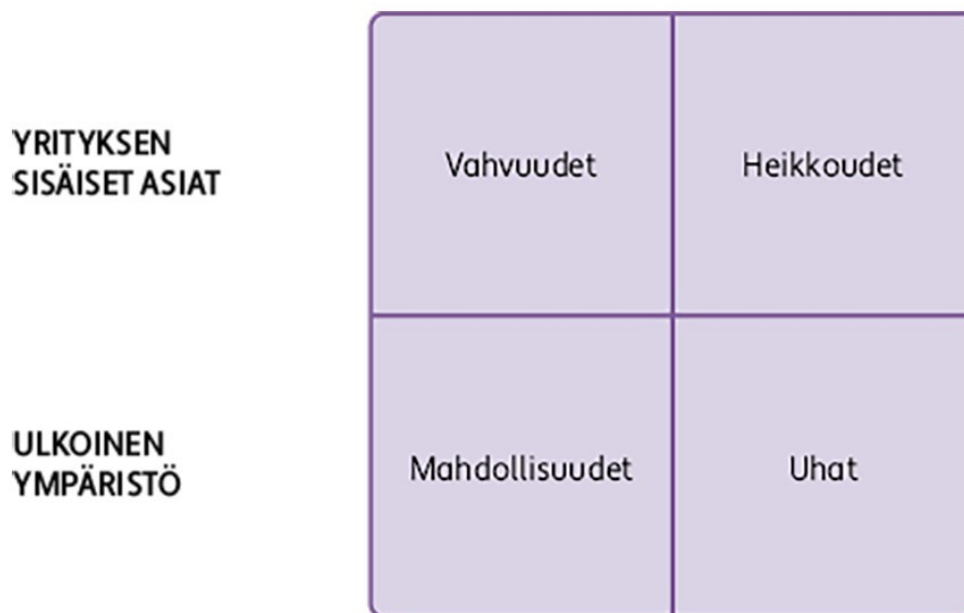 YRITYKSEN
SISÄISET ASIAT
Vahvuudet
Heikkoudet
ULKOINEN
YMPÄRISTÖ
Mahdollisuudet
Uhat